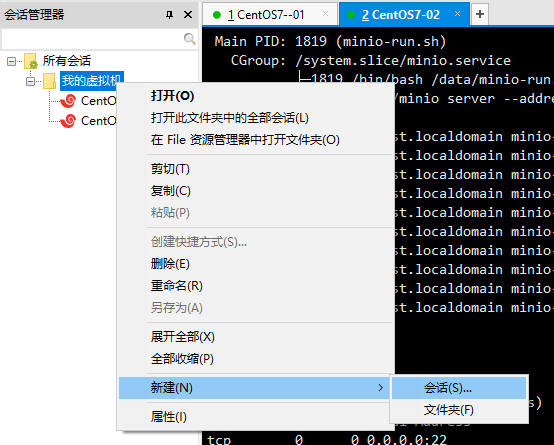 会话管理器
所有会话
我的虚拟机
CentO
CentO
打开(O)
打开此文件夹中的全部会话(L)
在 File 资源管理器中打开文件夹(O)
剪切(T)
复制(C)
粘贴(P)
创建快捷方式(S)...
删除(E)
重命名(R)
另存为(A)
展开全部(X)
全部收缩(P)
新建(N)
属性(I)
会话(S)...
文件夹(F)
1 CentOS7--01
2 CentOS7-02
Main PID: 1819 (minio-run.sh)
CGroup: /system.slice/minio.service
├─1819 /bin/bash /data/minio-run
/minio server --addre
st.localdomain minio-
st.localdomain minio-
st.localdomain minio-
st.localdomain minio-
st.localdomain minio-
st.localdomain minio-
st.localdomain minio-
st.localdomain minio-
st.localdomain minio-
s)
Address
tcp 0 0 0.0.0.0:22